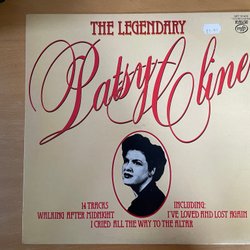 THE LEGENDARY
Patsy Cline
14 TRACKS
WALKING AFTER MIDNIGHT
INCLUDING:
I'VE LOVED AND LOST AGAIN
I CRIED ALL THE WAY TO THE ALTAR